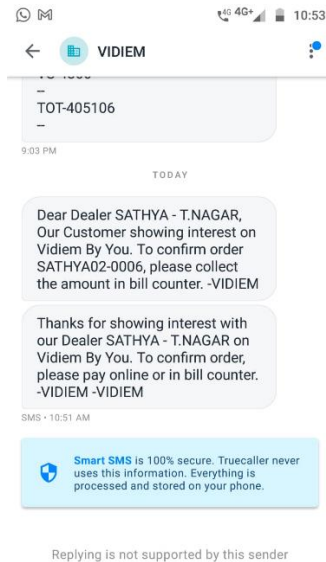 4G 4G+ 10:53
VIDIEM
--
TOT-405106
--
9:03 PM
TODAY
Dear Dealer SATHYA - T.NAGAR,
Our Customer showing interest on
Vidiem By You. To confirm order
SATHYA02-0006, please collect
the amount in bill counter. -VIDIEM
Thanks for showing interest with
our Dealer SATHYA - T.NAGAR on
Vidiem By You. To confirm order,
please pay online or in bill counter.
-VIDIEM -VIDIEM
SMS • 10:51 AM
Smart SMS is 100% secure. Truecaller never
uses this information. Everything is
processed and stored on your phone.
Replying is not supported by this sender